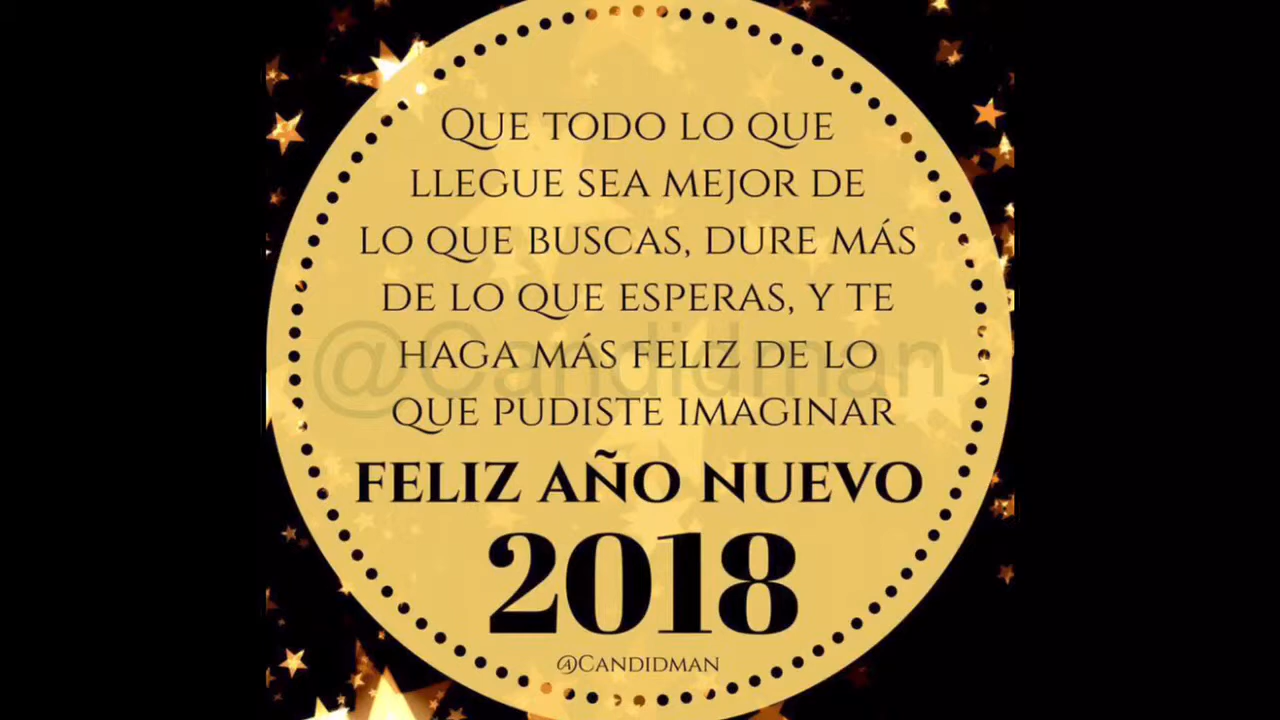 QUE TODO LO QUE
LLEGUE SEA MEJOR DE
LO QUE BUSCAS, DURE MÁS
DE LO QUE ESPERAS, Y TE
@Candidman
HAGA MÁS FELIZ DE LO
QUE PUDISTE IMAGINAR
FELIZ AÑO NUEVO
2018
@CANDIDMAN